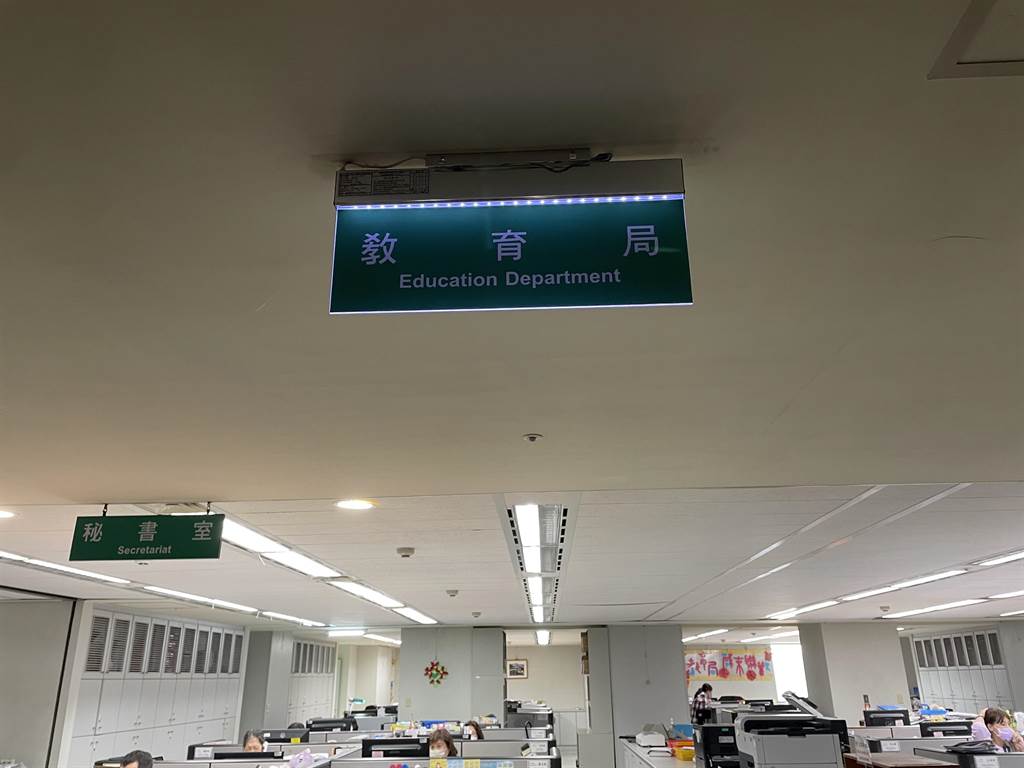 教育局
Education Department
秘書室
Secretariat